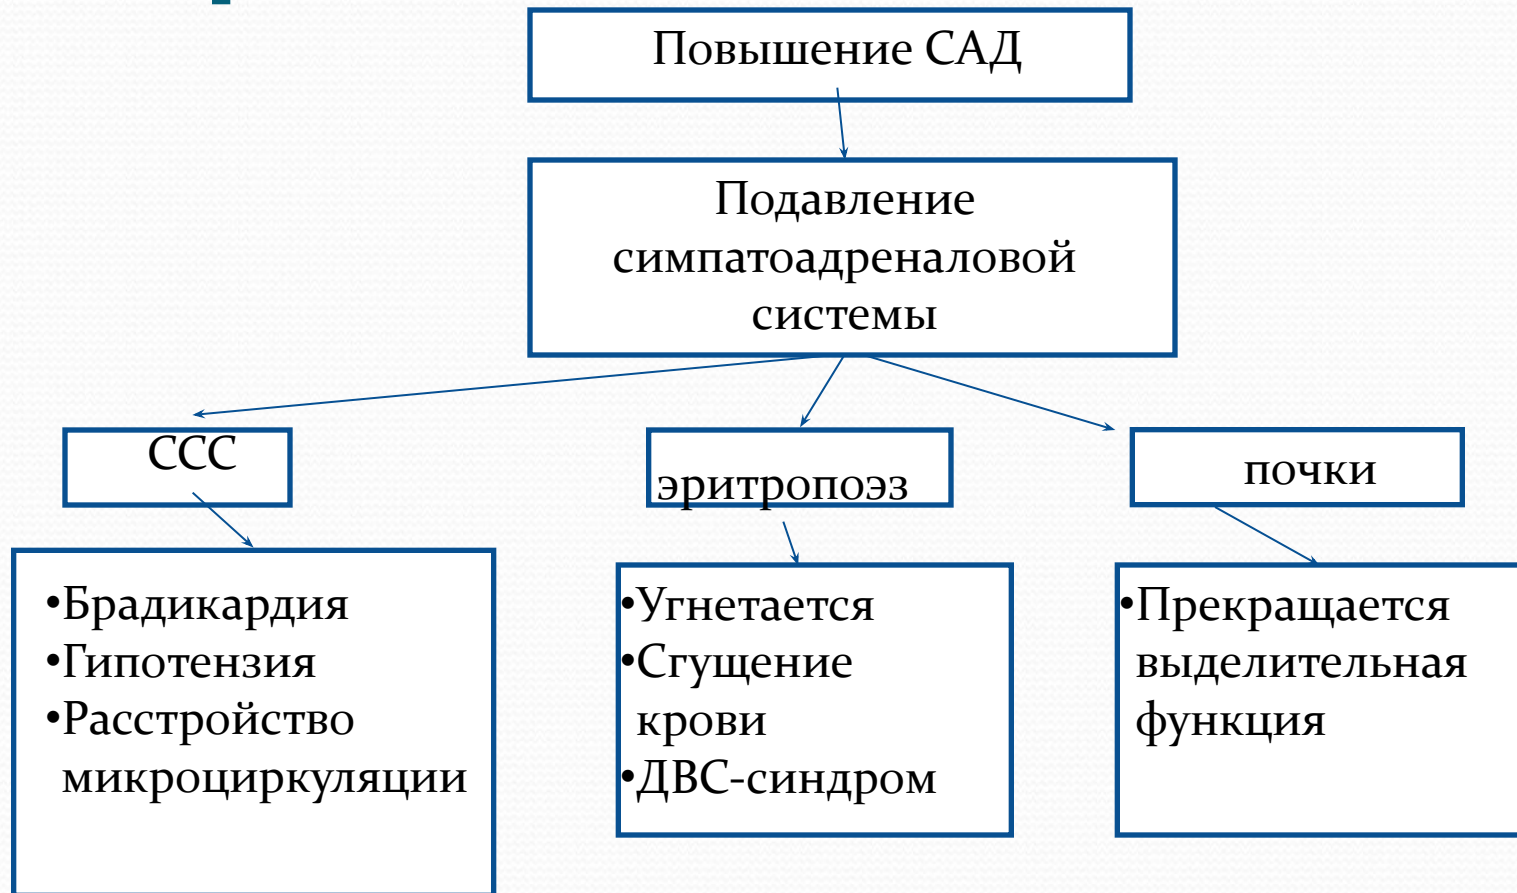 Повышение САД
Подавление
симпатоадреналовой
системы
ССС
эритропоэз
почки
•Брадикардия
•Гипотензия
•Расстройство
микроциркуляции
•Угнетается
•Сгущение
крови
•ДВС-синдром
•Прекращается
выделительная
функция